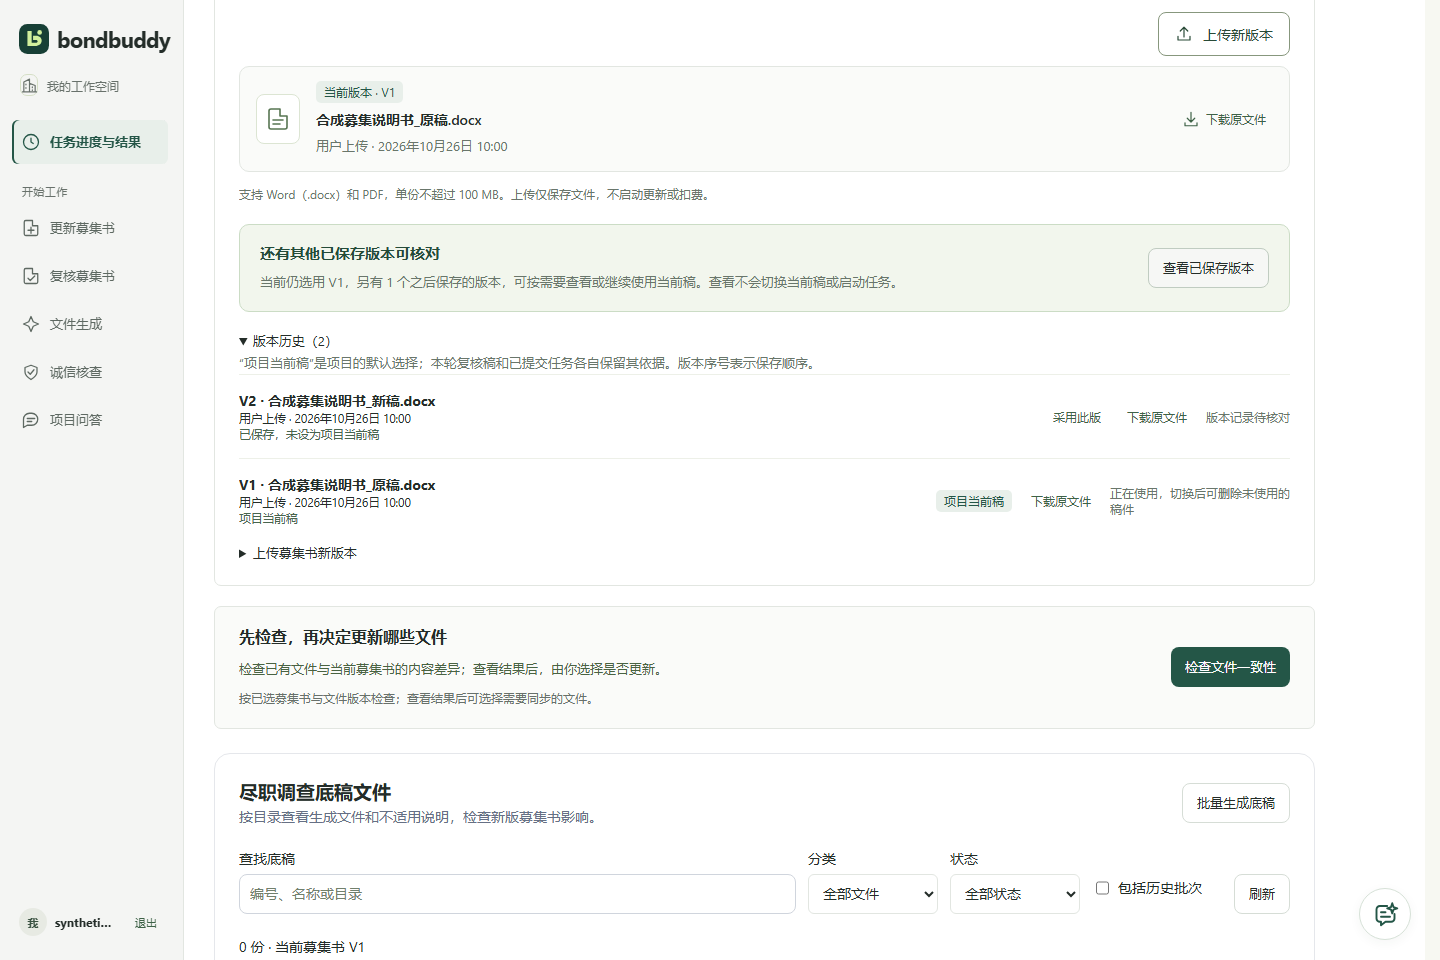 bondbuddy
我的工作空间
任务进度与结果
开始工作
更新募集书
复核募集书
文件生成
诚信核查
项目问答
我 syntheti... 退出
上传新版本
当前版本 · V1
合成募集说明书_原稿.docx
用户上传 · 2026年10月26日 10:00
下载原文件
支持 Word（.docx）和 PDF，单份不超过 100 MB。上传仅保存文件，不启动更新或扣费。
还有其他已保存版本可核对
当前仍选用 V1，另有 1 个之后保存的版本，可按需要查看或继续使用当前稿。查看不会切换当前稿或启动任务。
查看已保存版本
▼ 版本历史（2）
“项目当前稿”是项目的默认选择；本轮复核稿和已提交任务各自保留其依据。版本序号表示保存顺序。
V2 · 合成募集说明书_新稿.docx
用户上传 · 2026年10月26日 10:00
已保存，未设为项目当前稿
采用此版 下载原文件 版本记录待核对
V1 · 合成募集说明书_原稿.docx
用户上传 · 2026年10月26日 10:00
项目当前稿
项目当前稿 下载原文件 正在使用，切换后可删除未使用的
稿件
▶ 上传募集书新版本
先检查，再决定更新哪些文件
检查已有文件与当前募集书的内容差异；查看结果后，由你选择是否更新。
按已选募集书与文件版本检查；查看结果后可选择需要同步的文件。
检查文件一致性
尽职调查底稿文件
按目录查看生成文件和不适用说明，检查新版募集书影响。
批量生成底稿
查找底稿 分类 状态
编号、名称或目录 全部文件 全部状态 包括历史批次 刷新
0 份 · 当前募集书 V1